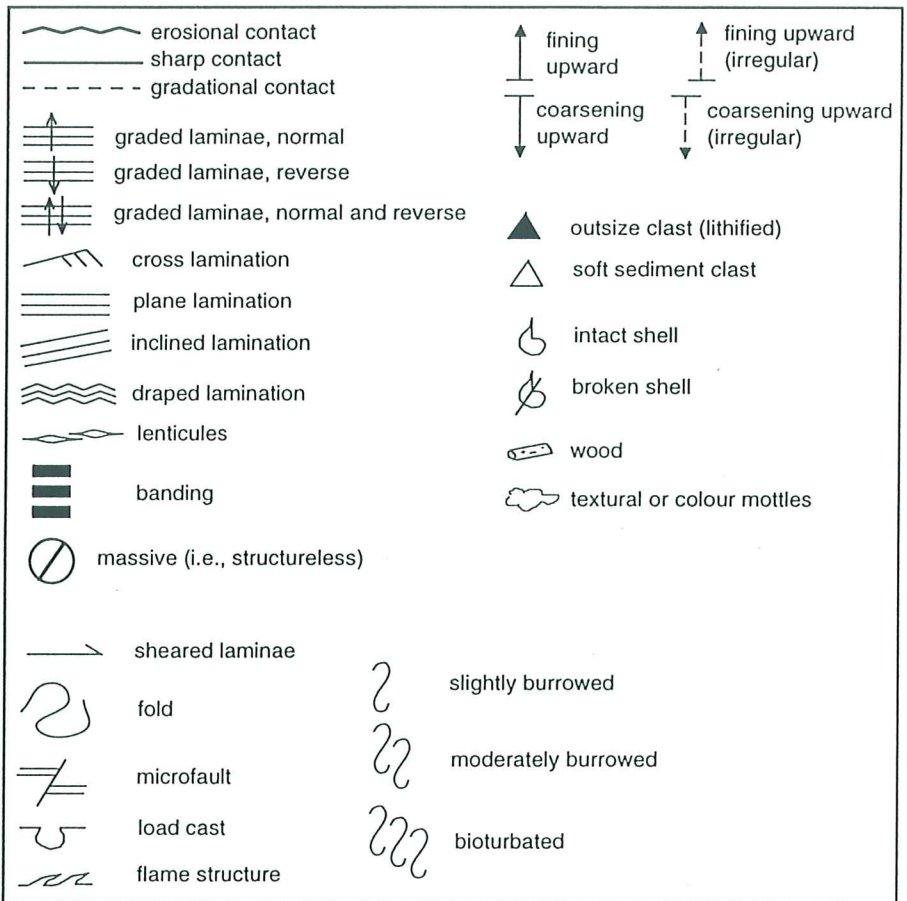 erosional contact
sharp contact
gradational contact
graded laminae, normal
graded laminae, reverse
graded laminae, normal and reverse
cross lamination
plane lamination
inclined lamination
draped lamination
lenticules
banding
massive (i.e., structureless)
sheared laminae
fold
microfault
load cast
flame structure
fining
upward
coarsening
upward
fining upward
(irregular)
coarsening upward
(irregular)
outsize clast (lithified)
soft sediment clast
intact shell
broken shell
wood
textural or colour mottles
slightly burrowed
moderately burrowed
bioturbated